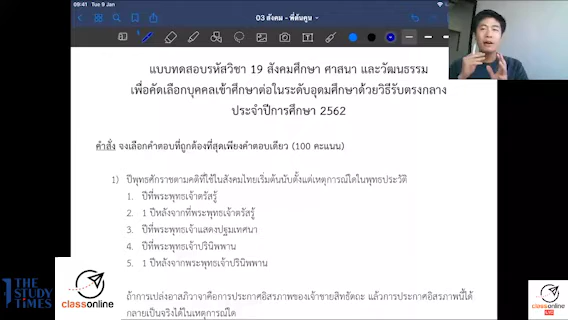 09:41 Tue 9 Jan
03 สังคม - พี่ต้นคูน
แบบทดสอบรหัสวิชา 19 สังคมศึกษา ศาสนา และวัฒนธรรม
เพื่อคัดเลือกบุคคลเข้าศึกษาต่อในระดับอุดมศึกษาด้วยวิธีรับตรงกลาง
ประจำปีการศึกษา 2562
คำสั่ง จงเลือกคำตอบที่ถูกต้องที่สุดเพียงคำตอบเดียว (100 คะแนน)
1) ปีพุทธศักราชตามคติที่ใช้ในสังคมไทยเริ่มต้นนับตั้งแต่เหตุการณ์ใดในพุทธประวัติ
1. ปีที่พระพุทธเจ้าตรัสรู้
2. 1 ปีหลังจากที่พระพุทธเจ้าตรัสรู้
3. ปีที่พระพุทธเจ้าแสดงปฐมเทศนา
4. ปีที่พระพุทธเจ้าปรินิพพาน
5. 1 ปีหลังจากพระพุทธเจ้าปรินิพพาน
ถ้าการเปล่งอาสภิวาจาคือการประกาศอิสรภาพของเจ้าชายสิทธัตถะ แล้วการประกาศอิสรภาพนี้ได้
กลายเป็นจริงได้ในเหตุการณ์ใด
THE
STUDY
TIMES
classonline
classonline
LIVE